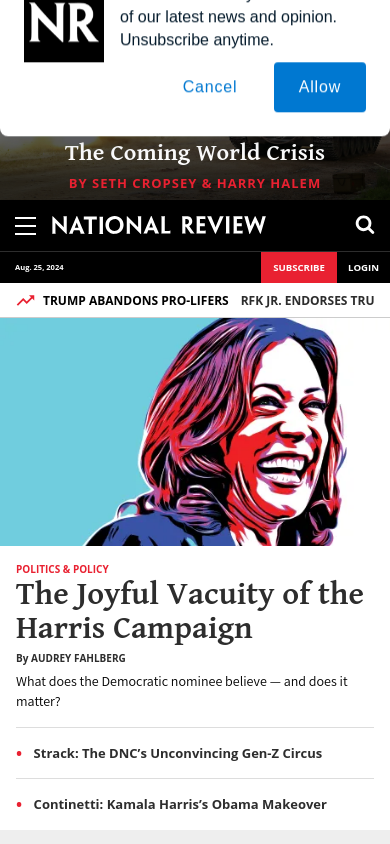 NR
of our latest news and opinion.
Unsubscribe anytime.
Cancel
Allow
The Coming World Crisis
BY SETH CROPSEY & HARRY HALEM
NATIONAL REVIEW
Aug. 25, 2024
SUBSCRIBE
LOGIN
TRUMP ABANDONS PRO-LIFERS RFK JR. ENDORSES TRU
POLITICS & POLICY
The Joyful Vacuity of the
Harris Campaign
By AUDREY FAHLBERG
What does the Democratic nominee believe — and does it
matter?
• Strack: The DNC’s Unconvincing Gen-Z Circus
• Continetti: Kamala Harris’s Obama Makeover